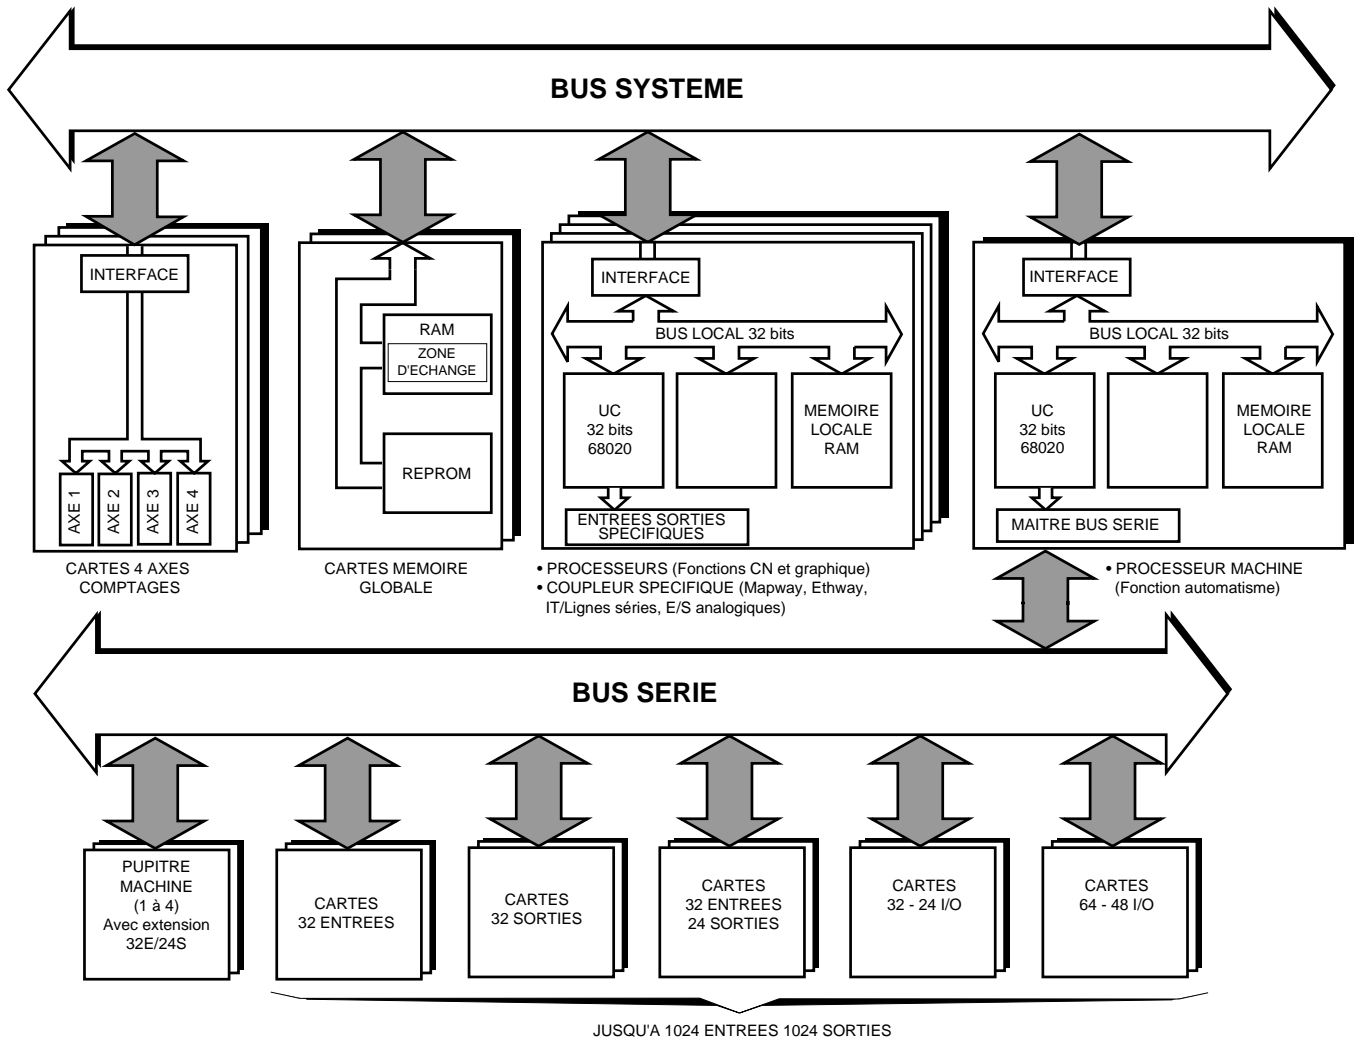 BUS SYSTEME
INTERFACE
AXE 1
AXE 2
AXE 3
AXE 4
CARTES 4 AXES
COMPTAGES
RAM
ZONE
D'ECHANGE
REPROM
CARTES MEMOIRE
GLOBALE
INTERFACE
BUS LOCAL 32 bits
UC
32 bits
68020
MEMOIRE
LOCALE
RAM
ENTREES SORTIES
SPECIFIQUES
• PROCESSEURS (Fonctions CN et graphique)
• COUPLEUR SPECIFIQUE (Mapway, Ethway,
IT/Lignes séries, E/S analogiques)
INTERFACE
BUS LOCAL 32 bits
UC
32 bits
68020
MEMOIRE
LOCALE
RAM
MAITRE BUS SERIE
• PROCESSEUR MACHINE
(Fonction automatisme)
BUS SERIE
PUPITRE
MACHINE
(1 à 4)
Avec extension
32E/24S
CARTES
32 ENTREES
CARTES
32 SORTIES
CARTES
32 ENTREES
24 SORTIES
CARTES
32 - 24 I/O
CARTES
64 - 48 I/O
JUSQU'A 1024 ENTREES 1024 SORTIES